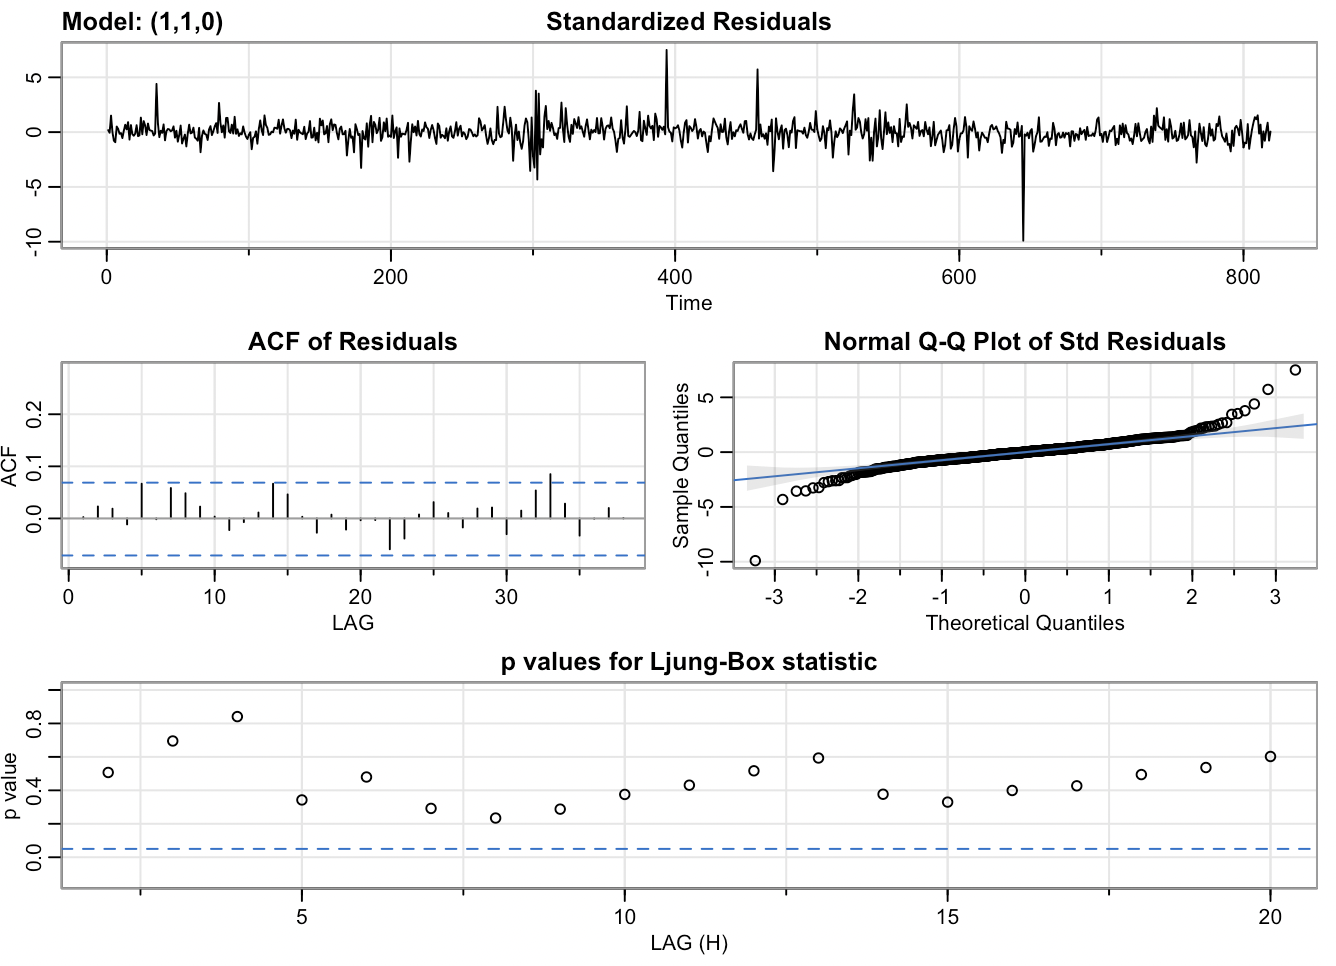 Model: (1,1,0) Standardized Residuals
5
0
-5
-10
0 200 400 600 800
Time
ACF of Residuals
ACF
0.2
0.1
0.0
0 10 20 30
LAG
Normal Q-Q Plot of Std Residuals
Sample Quantiles
5
0
-5
-10
-3 -2 -1 0 1 2 3
Theoretical Quantiles
p values for Ljung-Box statistic
p value
0.8
0.4
0.0
5 10 15 20
LAG (H)